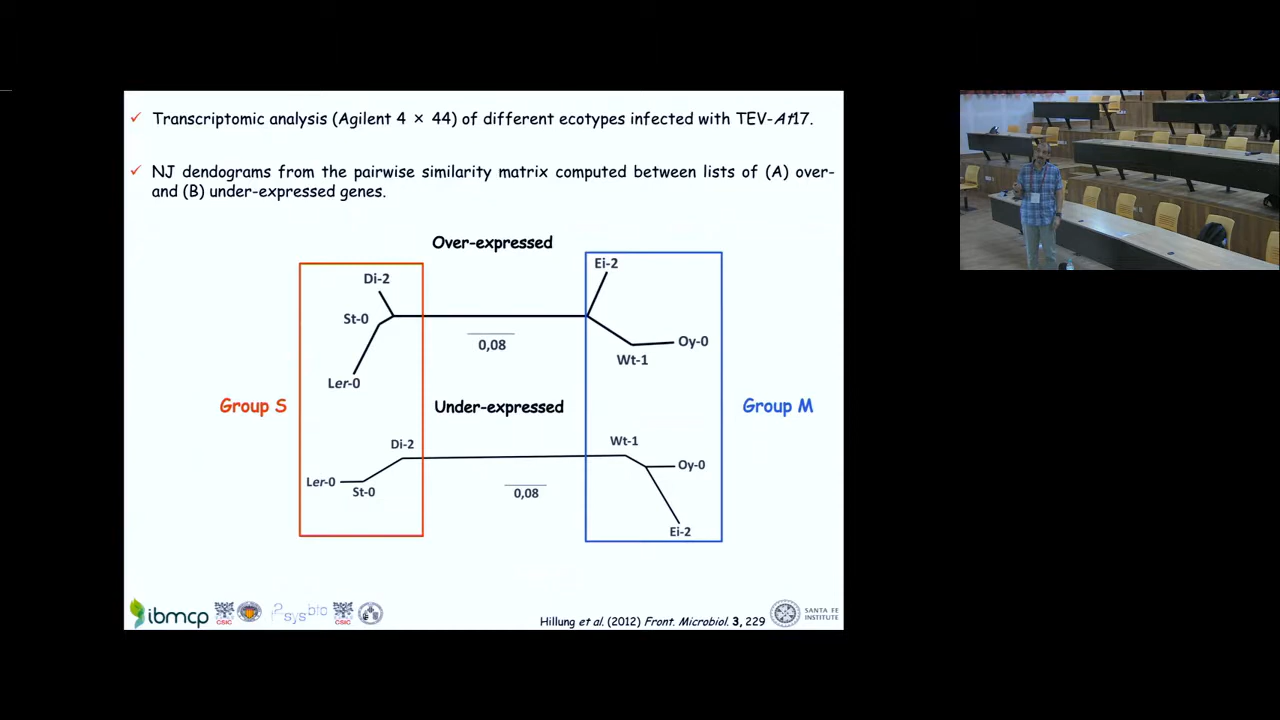 Transcriptomic analysis (Agilent 4 × 44) of different ecotypes infected with TEV-At17.
NJ dendograms from the pairwise similarity matrix computed between lists of (A) over-
and (B) under-expressed genes.
Over-expressed
Di-2
Ei-2
St-0
0,08
Oy-0
Wt-1
Ler-0
Group S
Under-expressed
Group M
Di-2
Wt-1
Oy-0
Ler-0
St-0
0,08
Ei-2
ibmcp
CSIC
i2sysbio
CSIC
Hillung et al. (2012) Front. Microbiol. 3, 229
SANTA FE
INSTITUTE